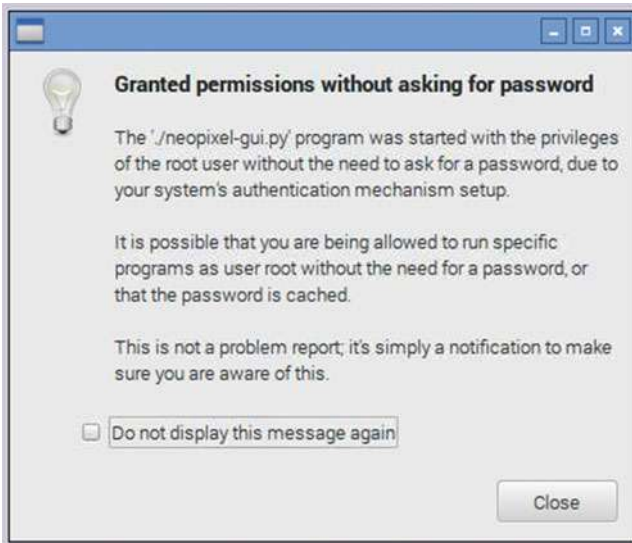 Granted permissions without asking for password
The './neopixel-gui.py' program was started with the privileges
of the root user without the need to ask for a password, due to
your system's authentication mechanism setup.
It is possible that you are being allowed to run specific
programs as user root without the need for a password, or
that the password is cached.
This is not a problem report; it's simply a notification to make
sure you are aware of this.
Do not display this message again
Close